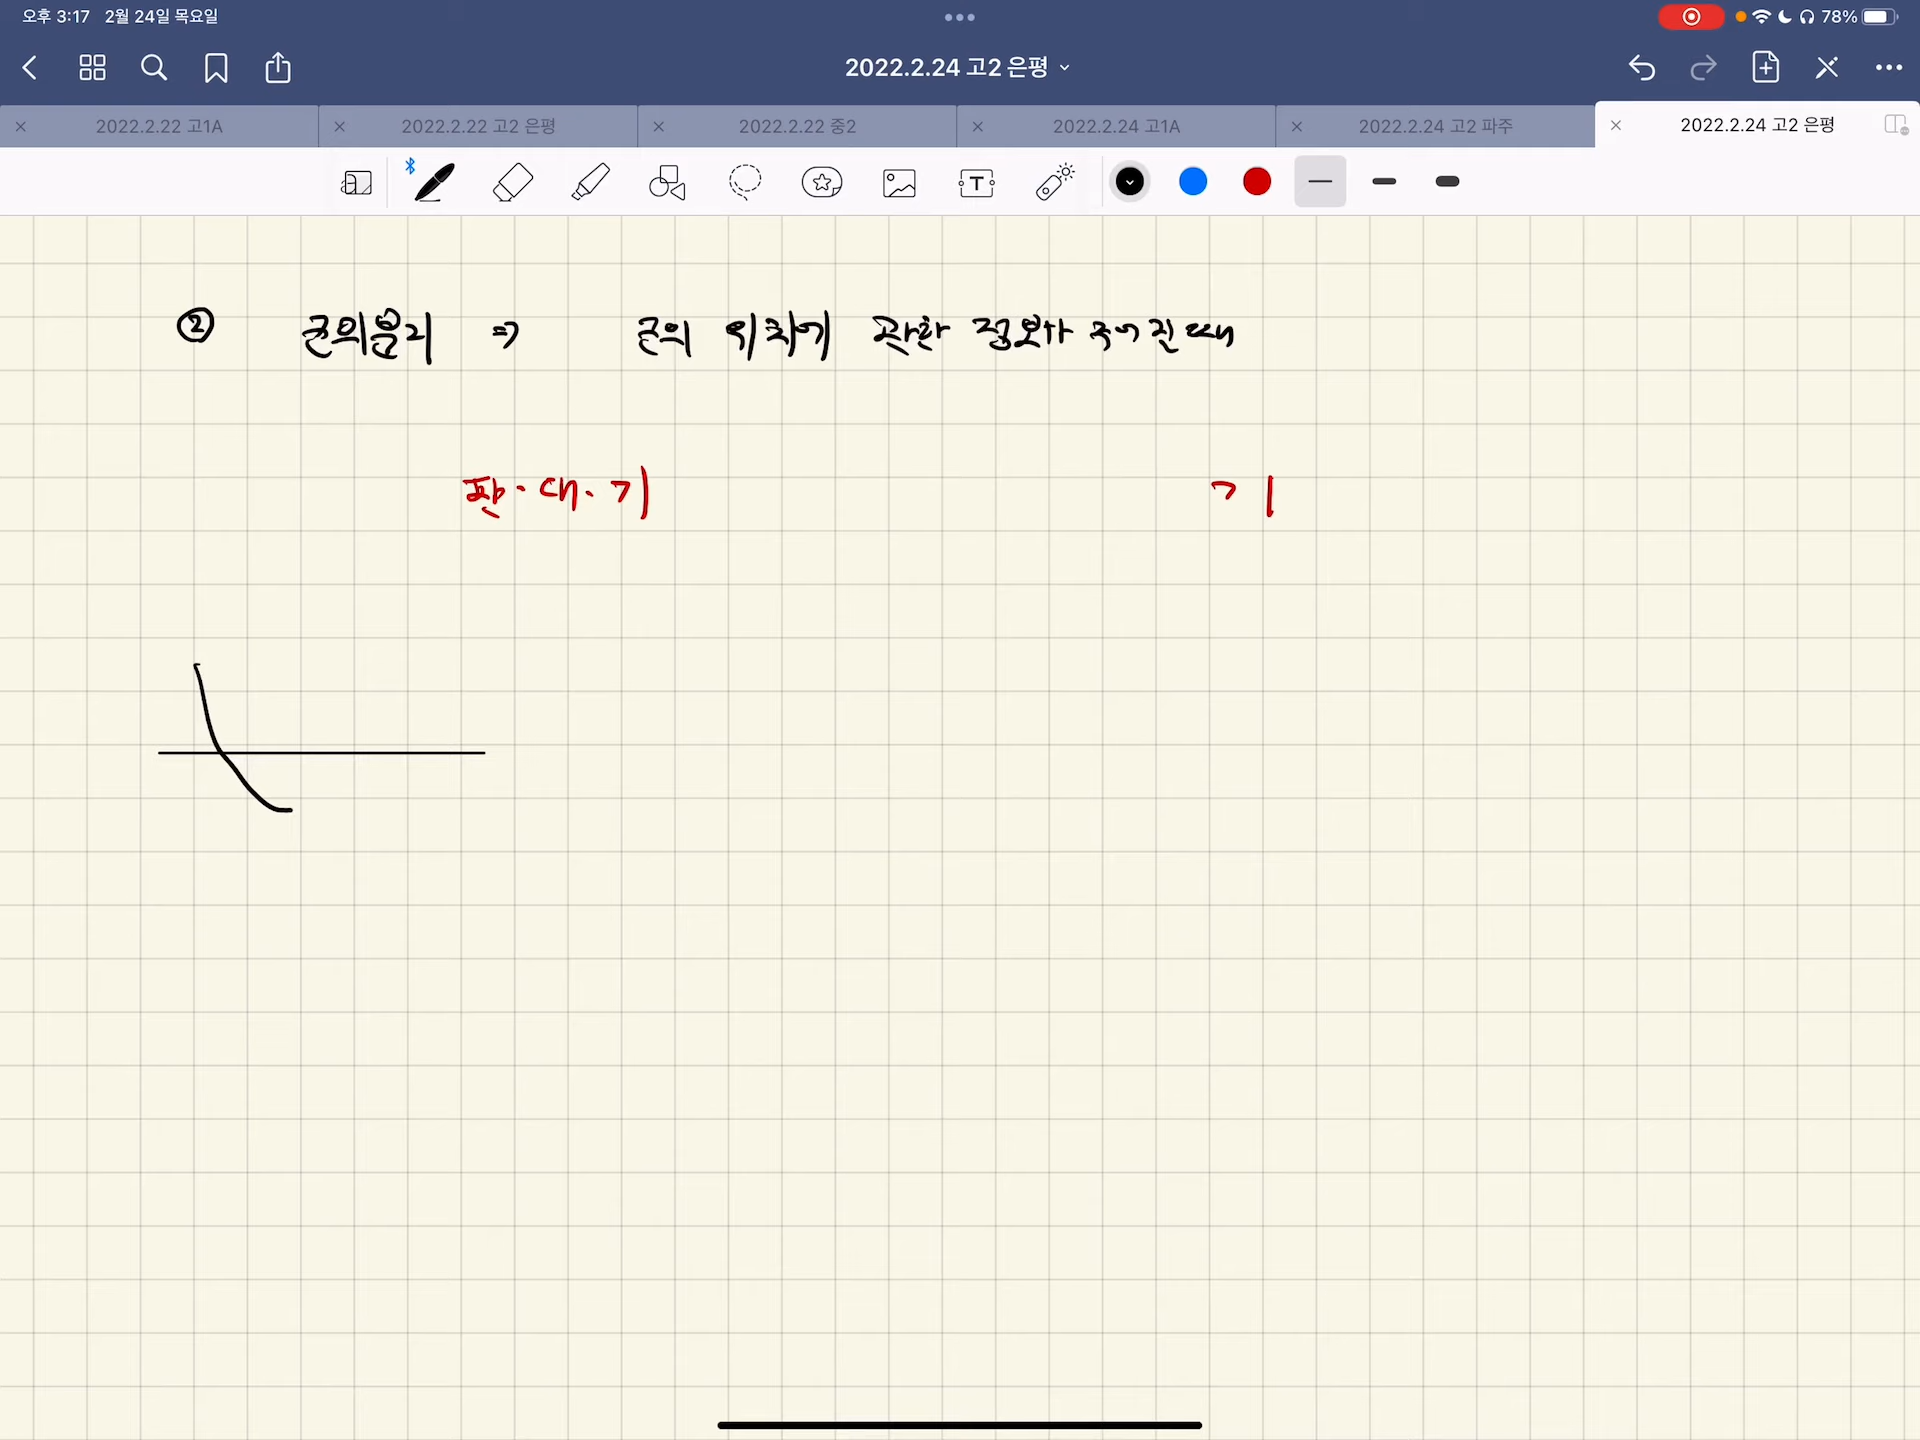 오후 3:17 2월 24일 목요일 78%
2022.2.24 고2 은평
2022.2.22 고1A 2022.2.22 고2 은평 2022.2.22 중2 2022.2.24 고1A 2022.2.24 고2 파주 2022.2.24 고2 은평
② 근의분리 ⇒ 근의 위치에 관한 정보가 주어진때
판·대·기 기